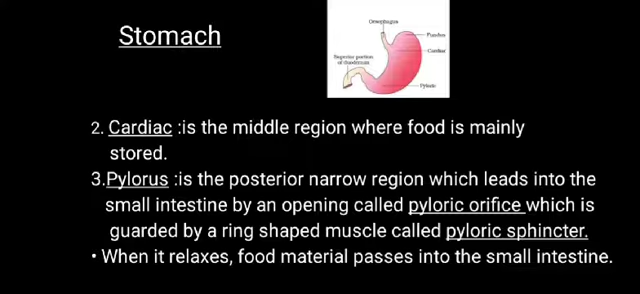 Stomach
Oesophagus
Fundus
Cardiac
Superior portion
of duodenum
Pyloric
2. Cardiac :is the middle region where food is mainly
stored.
3.Pylorus :is the posterior narrow region which leads into the
small intestine by an opening called pyloric orifice which is
guarded by a ring shaped muscle called pyloric sphincter.
• When it relaxes, food material passes into the small intestine.